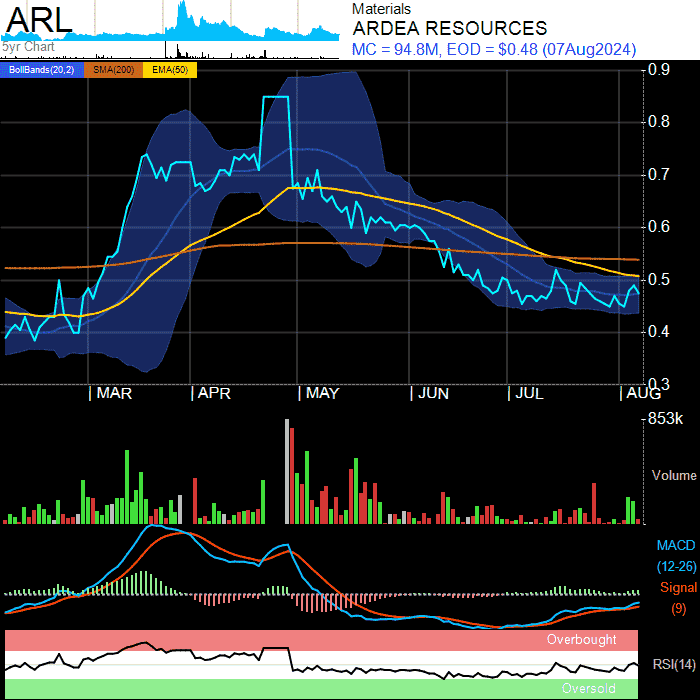 ARL
5yr Chart
Materials
ARDEA RESOURCES
MC = 94.8M, EOD = $0.48 (07Aug2024)
BollBands(20,2) SMA(200) EMA(50)
0.9
0.8
0.7
0.6
0.5
0.4
0.3
MAR APR MAY JUN JUL AUG
853k
Volume
MACD
(12-26)
Signal
(9)
Overbought
RSI(14)
Oversold